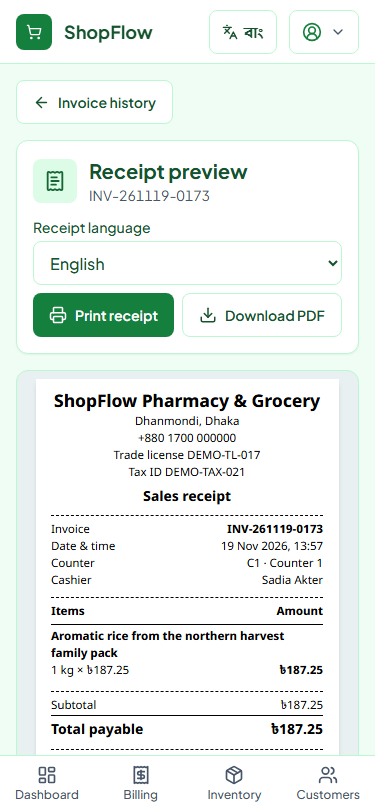 ShopFlow
বাং
Invoice history
Receipt preview
INV-261119-0173
Receipt language
English
Print receipt
Download PDF
ShopFlow Pharmacy & Grocery
Dhanmondi, Dhaka
+880 1700 000000
Trade license DEMO-TL-017
Tax ID DEMO-TAX-021
Sales receipt
Invoice INV-261119-0173
Date & time 19 Nov 2026, 13:57
Counter C1 · Counter 1
Cashier Sadia Akter
Items Amount
Aromatic rice from the northern harvest
family pack
1 kg × ৳187.25 ৳187.25
Subtotal ৳187.25
Total payable ৳187.25
Dashboard Billing Inventory Customers